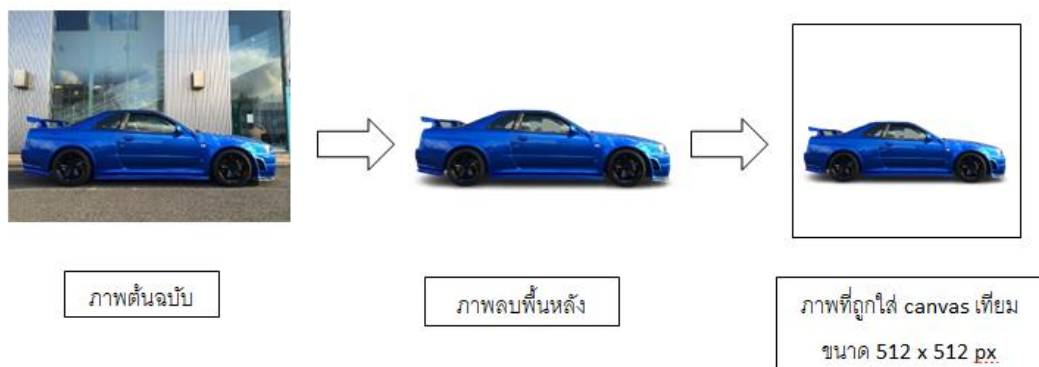 ภาพต้นฉบับ
ภาพลบพื้นหลัง
ภาพที่ถูกใส่ canvas เทียม
ขนาด 512 x 512 px